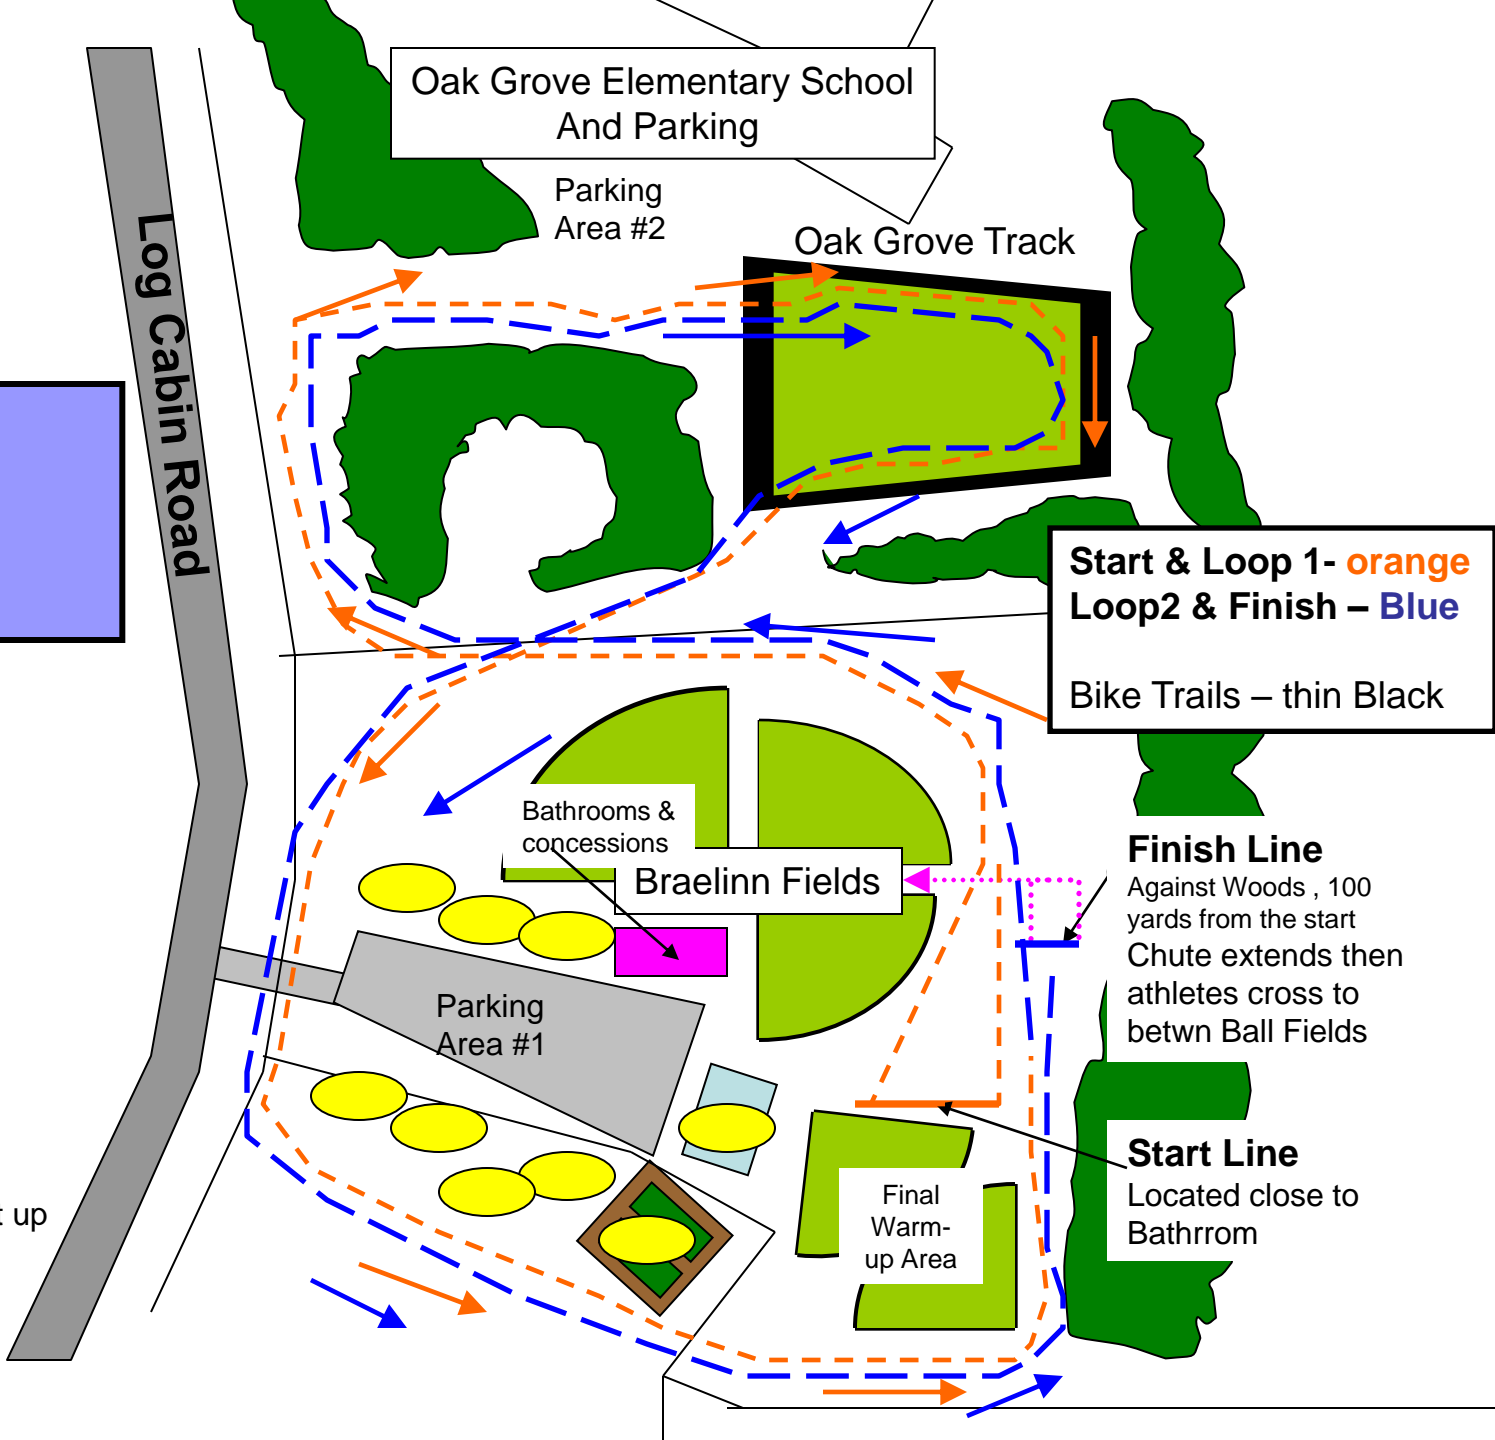 Oak Grove Elementary School
And Parking
Parking
Area #2
Oak Grove Track
Log Cabin Road
Start & Loop 1- orange
Loop2 & Finish – Blue
Bike Trails – thin Black
Bathrooms &
concessions
Braelinn Fields
Finish Line
Against Woods , 100
yards from the start
Chute extends then
athletes cross to
betwn Ball Fields
Parking
Area #1
Start Line
Located close to
Bathrrom
Final
Warm-
up Area
t up